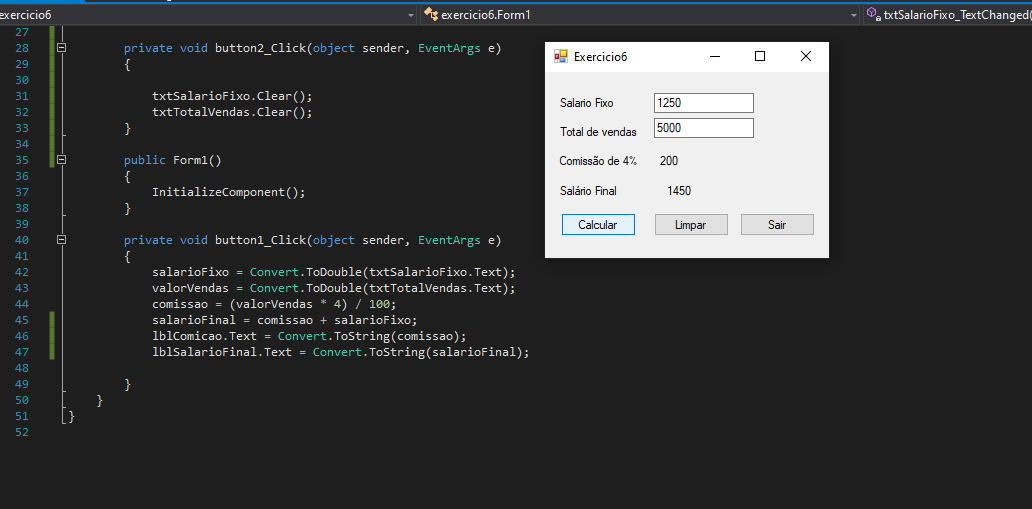 exercicio6 exercicio6.Form1 txtSalarioFixo_TextChanged(
27
28 private void button2_Click(object sender, EventArgs e)
29 {
30
31 txtSalarioFixo.Clear();
32 txtTotalVendas.Clear();
33 }
34
35 public Form1()
36 {
37 InitializeComponent();
38 }
39
40 private void button1_Click(object sender, EventArgs e)
41 {
42 salarioFixo = Convert.ToDouble(txtSalarioFixo.Text);
43 valorVendas = Convert.ToDouble(txtTotalVendas.Text);
44 comissao = (valorVendas * 4) / 100;
45 salarioFinal = comissao + salarioFixo;
46 lblComicao.Text = Convert.ToString(comissao);
47 lblSalarioFinal.Text = Convert.ToString(salarioFinal);
48
49 }
50 }
51 }
52
Exercicio6
Salario Fixo 1250
Total de vendas 5000
Comissão de 4% 200
Salário Final 1450
Calcular Limpar Sair